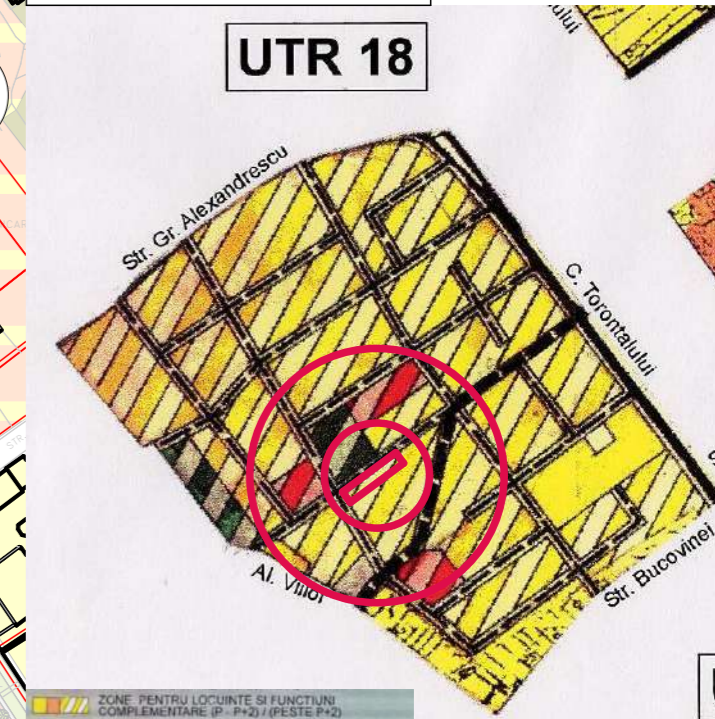 UTR 18
Str. Gr. Alexandrescu
C. Torontalului
Al. Viilor
Str. Bucovinei
ZONE PENTRU LOCUINTE SI FUNCTIUNI
COMPLEMENTARE (P - P+2) / (PESTE P+2)